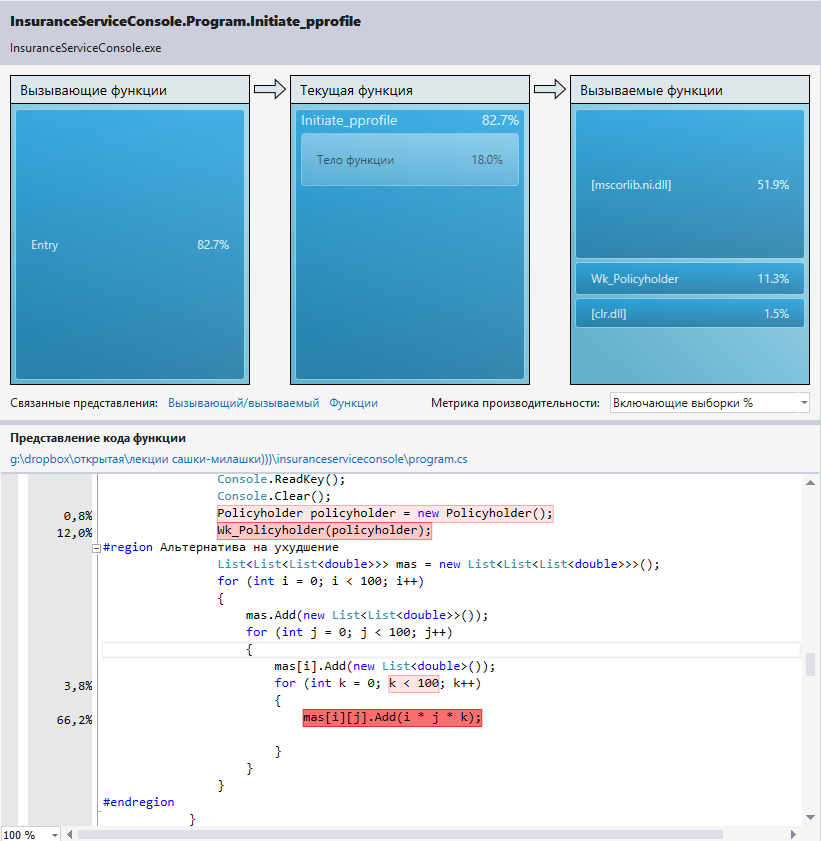 InsuranceServiceConsole.Program.Initiate_pprofile
InsuranceServiceConsole.exe
Вызывающие функции
Entry 82.7%
Текущая функция
Initiate_pprofile 82.7%
Тело функции 18.0%
Вызываемые функции
[mscorlib.ni.dll] 51.9%
Wk_Policyholder 11.3%
[clr.dll] 1.5%
Связанные представления: Вызывающий/вызываемый Функции Метрика производительности: Включающие выборки %
Представление кода функции
g:\dropbox\открытая\лекции сашки-милашки)))\insuranceserviceconsole\program.cs
Console.ReadKey();
Console.Clear();
0,8% Policyholder policyholder = new Policyholder();
12,0% Wk_Policyholder(policyholder);
#region Альтернатива на ухудшение
List<List<List<double>>> mas = new List<List<List<double>>>();
for (int i = 0; i < 100; i++)
{
mas.Add(new List<List<double>>());
for (int j = 0; j < 100; j++)
{
mas[i].Add(new List<double>());
3,8% for (int k = 0; k < 100; k++)
{
66,2% mas[i][j].Add(i * j * k);
}
}
}
#endregion
}
100 %